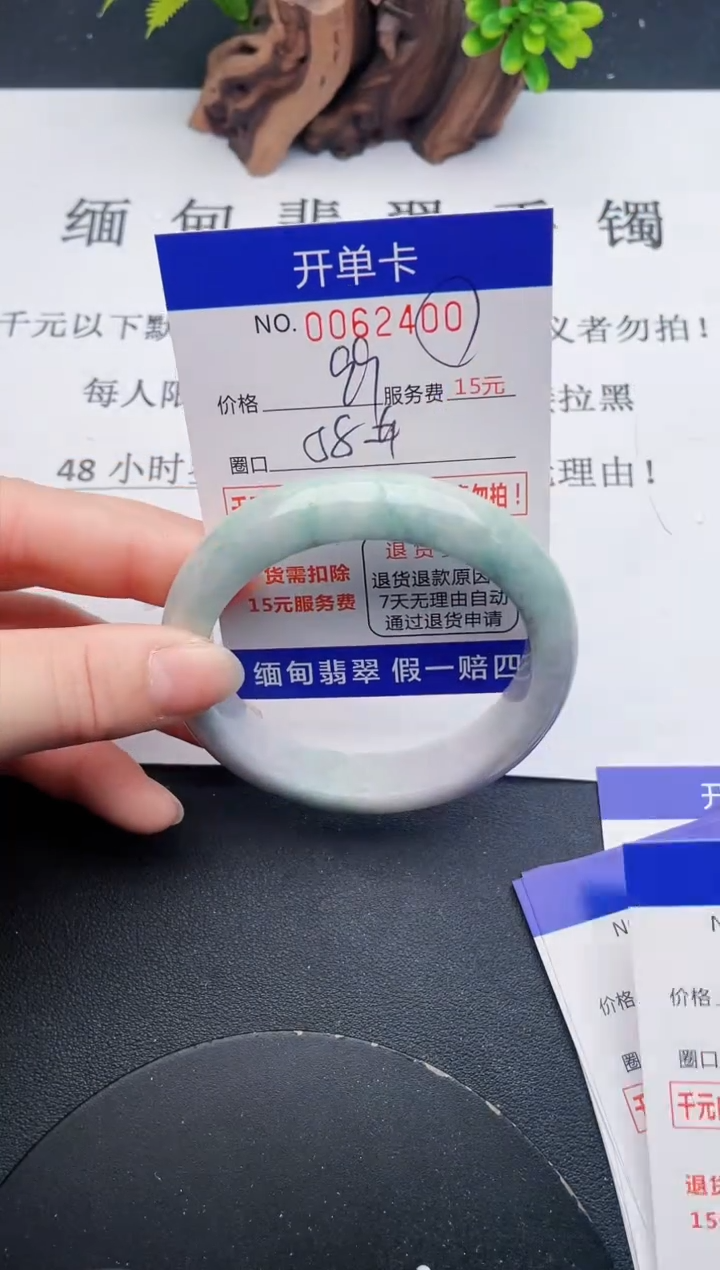 缅甸翡翠手镯
开单卡
NO. 0062400
千元以下默
义者勿拍！
价格 99 服务费 15元
每人限
拉黑
圈口 58
48 小时
理由！
勿拍！
退货
货需扣除
15元服务费
退货退款原因
7天无理由自动
通过退货申请
缅甸翡翠 假一赔四
开
N
N
价格
价格
圈
圈口
千
千元
退货
15